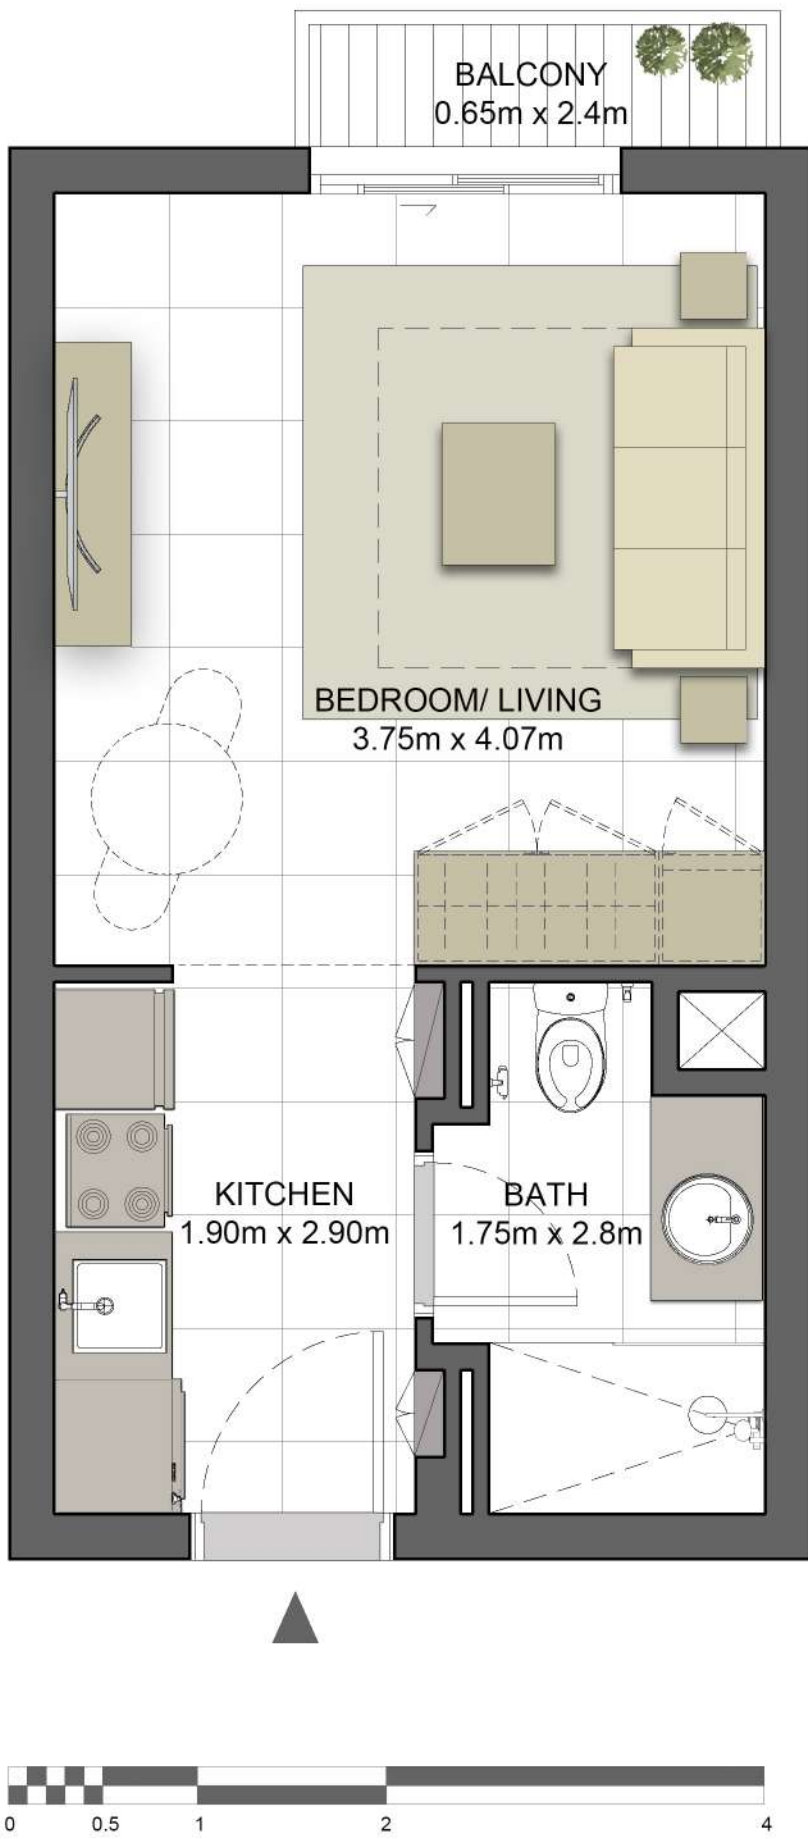 BALCONY
0.65m x 2.4m
BEDROOM/ LIVING
3.75m x 4.07m
KITCHEN
1.90m x 2.90m
BATH
1.75m x 2.8m
0 0.5 1 2 4